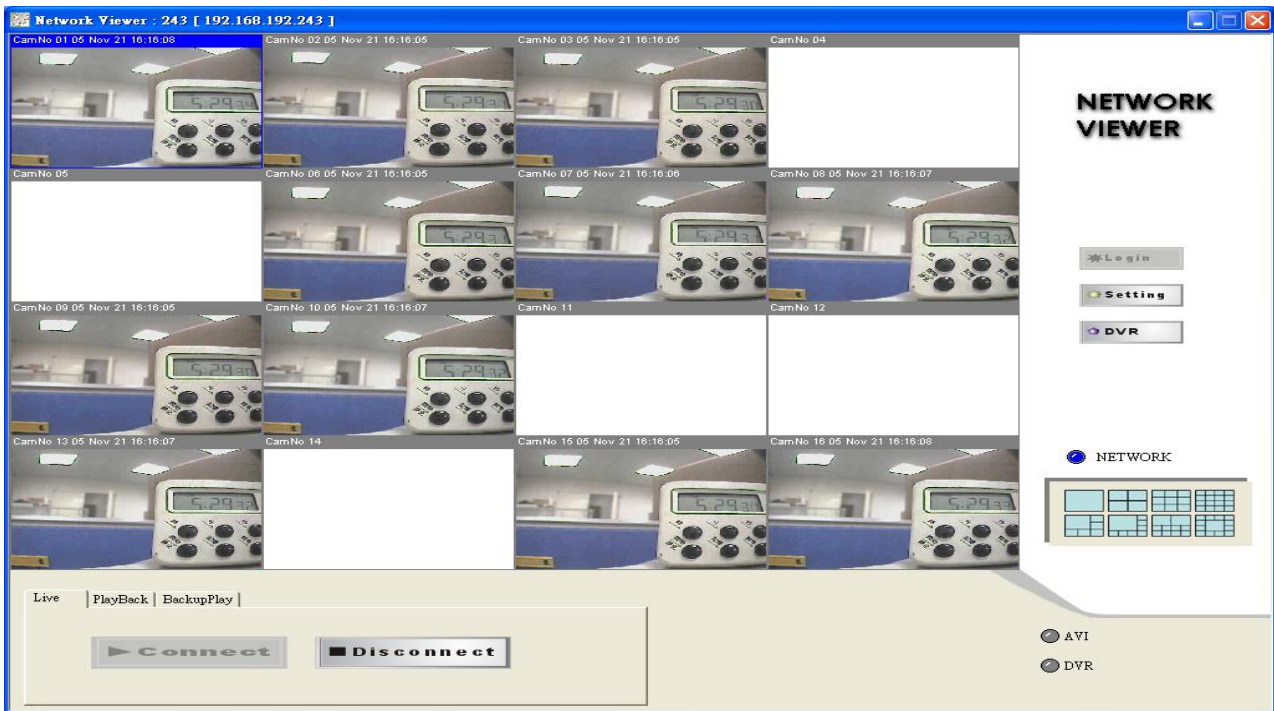 Network Viewer : 243 [ 192.168.192.243 ]
CamNo 01 05 Nov 21 16:16:08
CamNo 02 05 Nov 21 16:16:05
CamNo 03 05 Nov 21 16:16:05
CamNo 04
CamNo 05
CamNo 06 05 Nov 21 16:16:05
CamNo 07 05 Nov 21 16:16:06
CamNo 08 05 Nov 21 16:16:07
CamNo 09 05 Nov 21 16:16:05
CamNo 10 05 Nov 21 16:16:07
CamNo 11
CamNo 12
CamNo 13 05 Nov 21 16:16:07
CamNo 14
CamNo 15 05 Nov 21 16:16:05
CamNo 16 05 Nov 21 16:16:08
NETWORK
VIEWER
Login
Setting
DVR
NETWORK
Live
PlayBack
BackupPlay
Connect
Disconnect
AVI
DVR